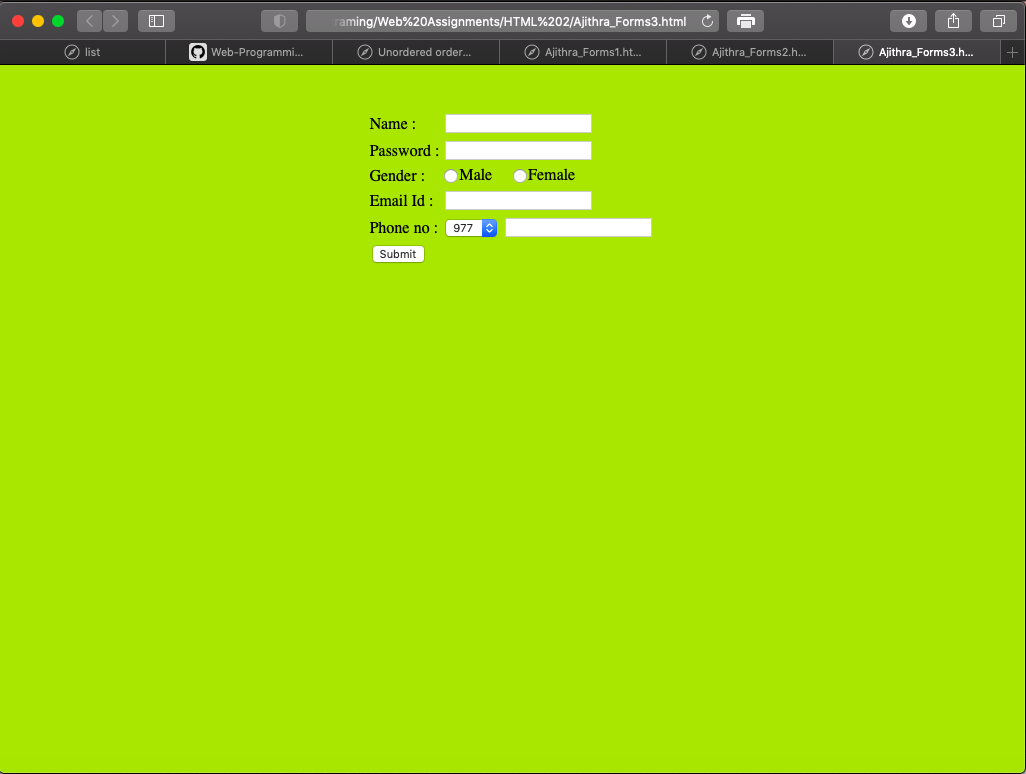 raming/Web%20Assignments/HTML%202/Ajithra_Forms3.html
list
Web-Programmi...
Unordered order...
Ajithra_Forms1.ht...
Ajithra_Forms2.h...
Ajithra_Forms3.h...
Name :
Password :
Gender : Male Female
Email Id :
Phone no : 977
Submit